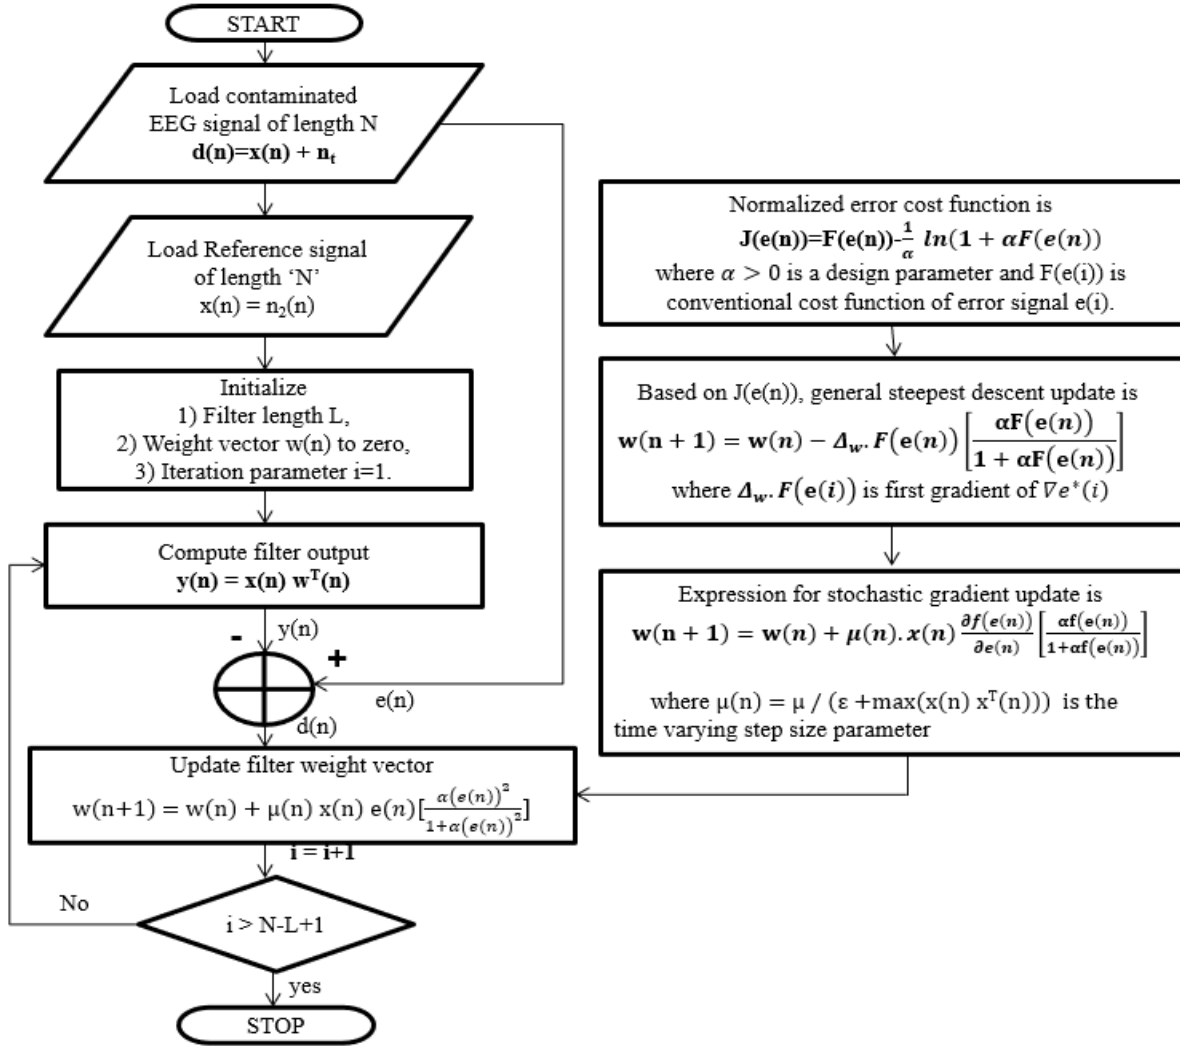 START
Load contaminated
EEG signal of length N
d(n)=x(n) + nₜ
Load Reference signal
of length ‘N’
x(n) = n₂(n)
Initialize
1) Filter length L,
2) Weight vector w(n) to zero,
3) Iteration parameter i=1.
Compute filter output
y(n) = x(n) wᵀ(n)
-
y(n)
+
e(n)
d(n)
Update filter weight vector
w(n+1) = w(n) + μ(n) x(n) e(n)[α(e(n))²/1+α(e(n))²]
i = i+1
No
i > N-L+1
yes
STOP
Normalized error cost function is
J(e(n))=F(e(n))-1/α ln(1 + αF(e(n))
where α > 0 is a design parameter and F(e(i)) is
conventional cost function of error signal e(i).
Based on J(e(n)), general steepest descent update is
w(n + 1) = w(n) − Δw. F(e(n)) [αF(e(n))/1 + αF(e(n))]
where Δw. F(e(i)) is first gradient of ∇e*(i)
Expression for stochastic gradient update is
w(n + 1) = w(n) + μ(n). x(n) ∂f(e(n))/∂e(n) [αf(e(n))/1+αf(e(n))]
where μ(n) = μ / (ε +max(x(n) xᵀ(n))) is the
time varying step size parameter